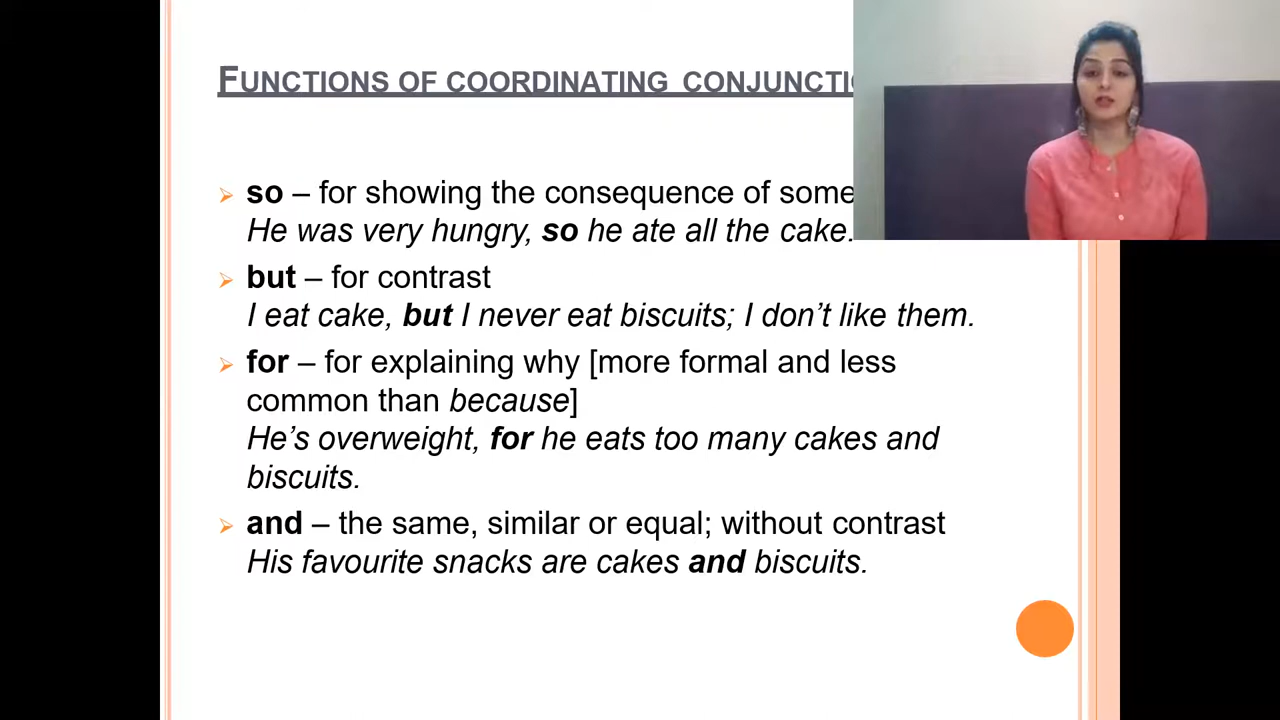 FUNCTIONS OF COORDINATING CONJUNCTIO
so – for showing the consequence of some
He was very hungry, so he ate all the cake.
but – for contrast
I eat cake, but I never eat biscuits; I don’t like them.
for – for explaining why [more formal and less
common than because]
He’s overweight, for he eats too many cakes and
biscuits.
and – the same, similar or equal; without contrast
His favourite snacks are cakes and biscuits.